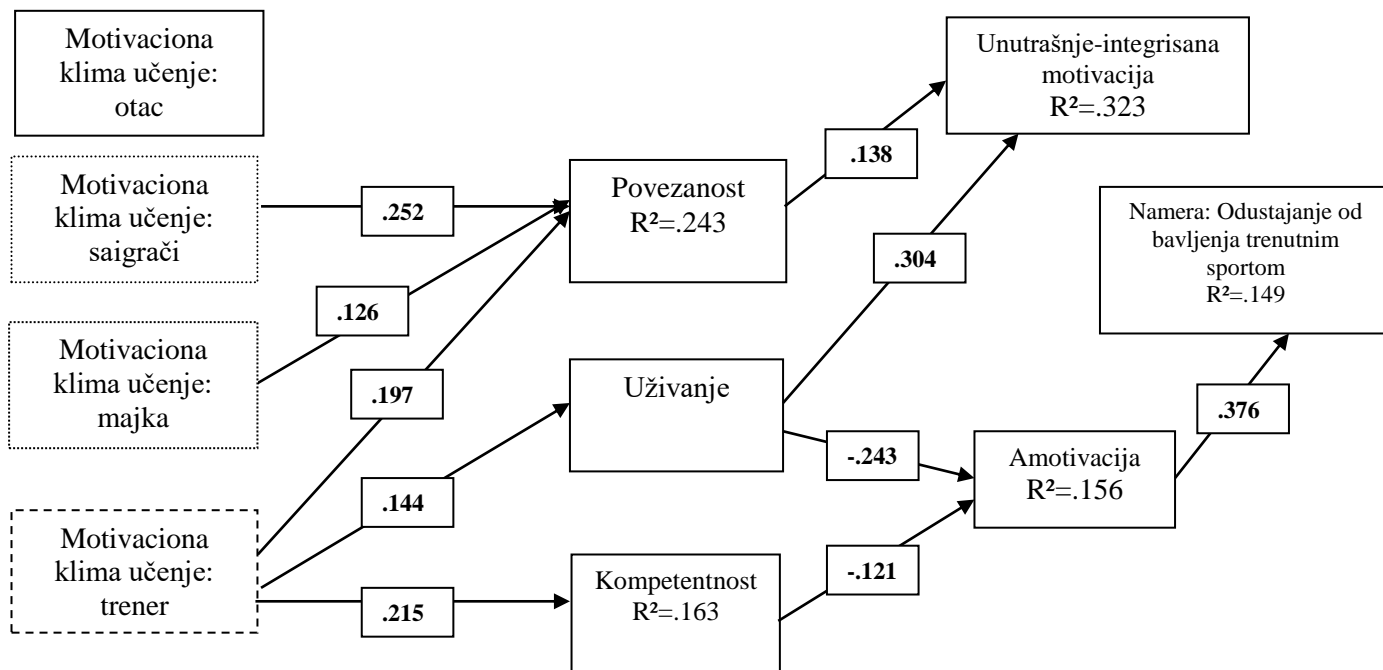 Motivaciona
klima učenje:
otac
Motivaciona
klima učenje:
saigrači
Motivaciona
klima učenje:
majka
Motivaciona
klima učenje:
trener
.252
.126
.197
.144
.215
Povezanost
R²=.243
Uživanje
Kompetentnost
R²=.163
.138
.304
-.243
-.121
Unutrašnje-integrisana
motivacija
R²=.323
Amotivacija
R²=.156
.376
Namera: Odustajanje od
bavljenja trenutnim
sportom
R²=.149